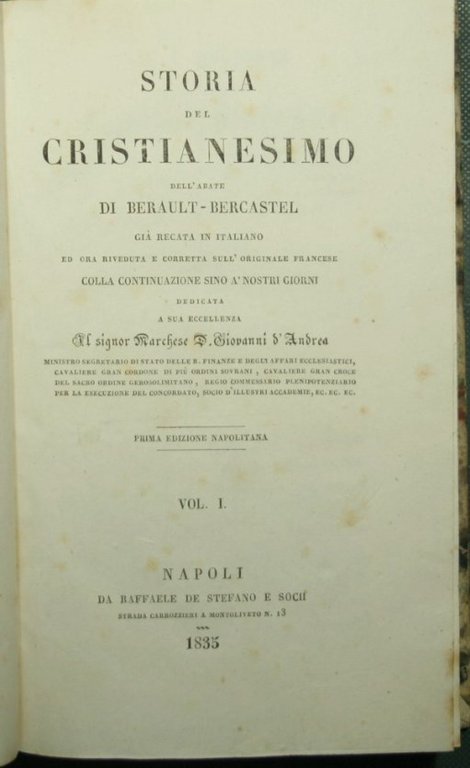 STORIA
DEL
CRISTIANESIMO
DELL'ABATE
DI BERAULT-BERCASTEL
GIÀ RECATA IN ITALIANO
ED ORA RIVEDUTA E CORRETTA SULL'ORIGINALE FRANCESE
COLLA CONTINUAZIONE SINO A' NOSTRI GIORNI
DEDICATA
A SUA ECCELLENZA
Il signor Marchese D. Giovanni d'Andrea
MINISTRO SEGRETARIO DI STATO DELLE R. FINANZE E DEGLI AFFARI ECCLESIASTICI,
CAVALIERE GRAN CORDONE DI PIÙ ORDINI SOVRANI, CAVALIERE GRAN CROCE
DEL SACRO ORDINE GEROSOLIMITANO, REGIO COMMESSARIO PLENIPOTENZIARIO
PER LA ESECUZIONE DEL CONCORDATO, SOCIO D'ILLUSTRI ACCADEMIE, EC. EC. EC.
PRIMA EDIZIONE NAPOLITANA
VOL. I.
NAPOLI
DA RAFFAELE DE STEFANO E SOCII
STRADA CARROZZIERI A MONTOLIVETO N. 13
1835